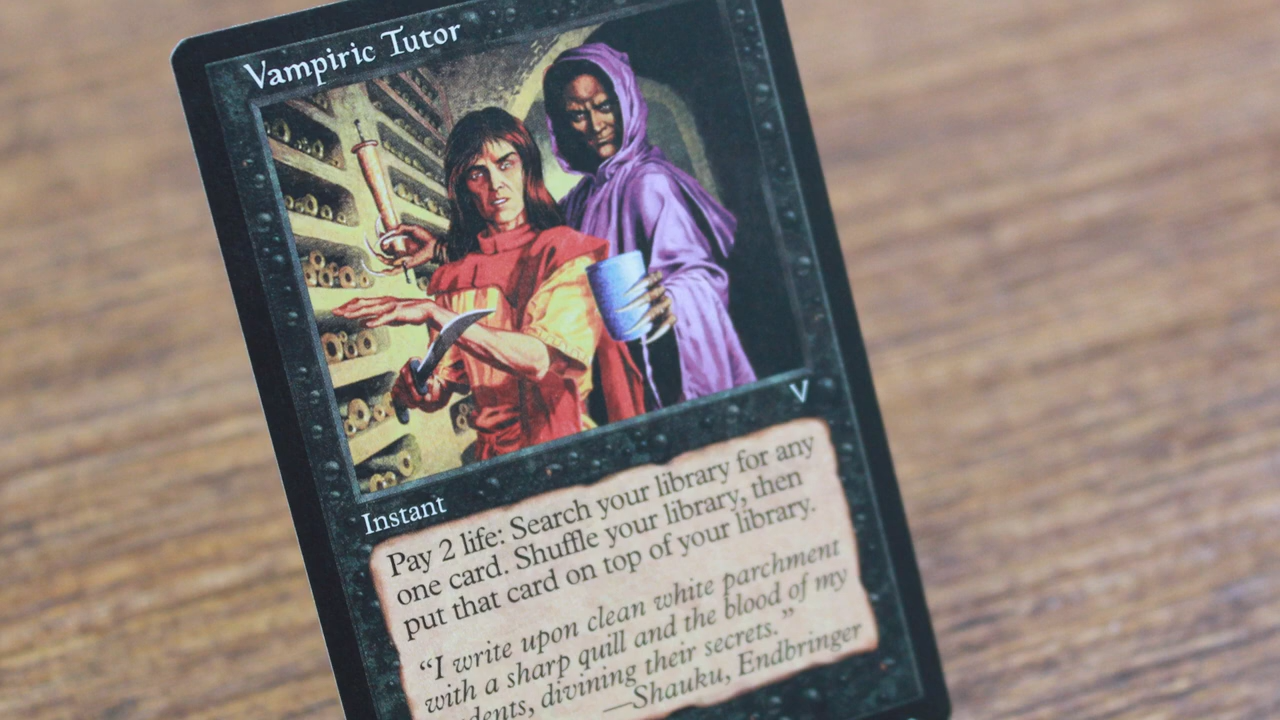 Vampiric Tutor
V
Instant
Pay 2 life: Search your library for any
one card. Shuffle your library, then
put that card on top of your library.
“I write upon clean white parchment
with a sharp quill and the blood of my
dents, divining their secrets.”
—Shauku, Endbringer